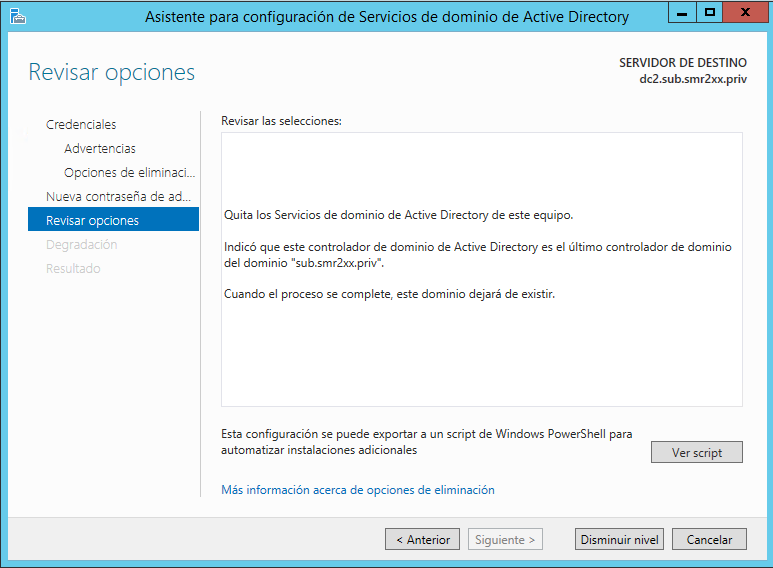 Asistente para configuración de Servicios de dominio de Active Directory
Revisar opciones
SERVIDOR DE DESTINO
dc2.sub.smr2xx.priv
Credenciales
Advertencias
Opciones de eliminaci...
Nueva contraseña de ad...
Revisar opciones
Degradación
Resultado
Revisar las selecciones:
Quita los Servicios de dominio de Active Directory de este equipo.
Indicó que este controlador de dominio de Active Directory es el último controlador de dominio
del dominio "sub.smr2xx.priv".
Cuando el proceso se complete, este dominio dejará de existir.
Esta configuración se puede exportar a un script de Windows PowerShell para
automatizar instalaciones adicionales
Ver script
Más información acerca de opciones de eliminación
< Anterior
Siguiente >
Disminuir nivel
Cancelar